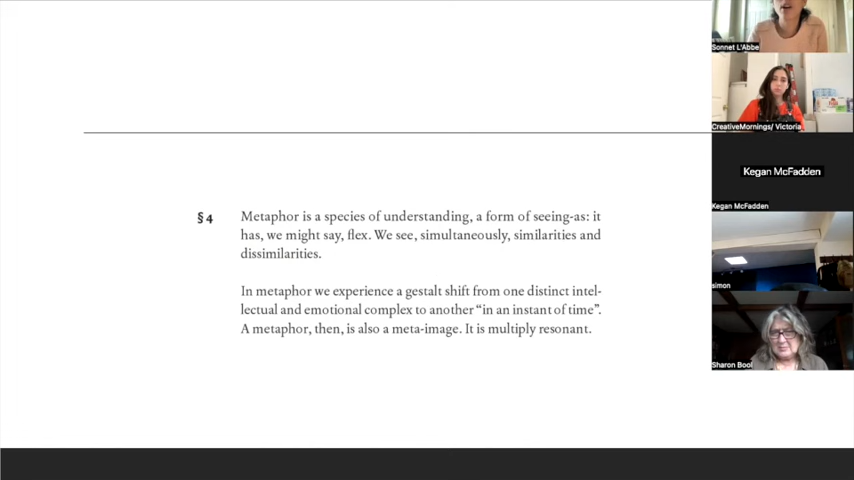 Sonnet L'Abbe
CreativeMornings/ Victoria
Kegan McFadden
Kegan McFadden
§4 Metaphor is a species of understanding, a form of seeing-as: it
has, we might say, flex. We see, simultaneously, similarities and
dissimilarities.
In metaphor we experience a gestalt shift from one distinct intel-
lectual and emotional complex to another “in an instant of time”.
A metaphor, then, is also a meta-image. It is multiply resonant.
simon
Sharon Bool